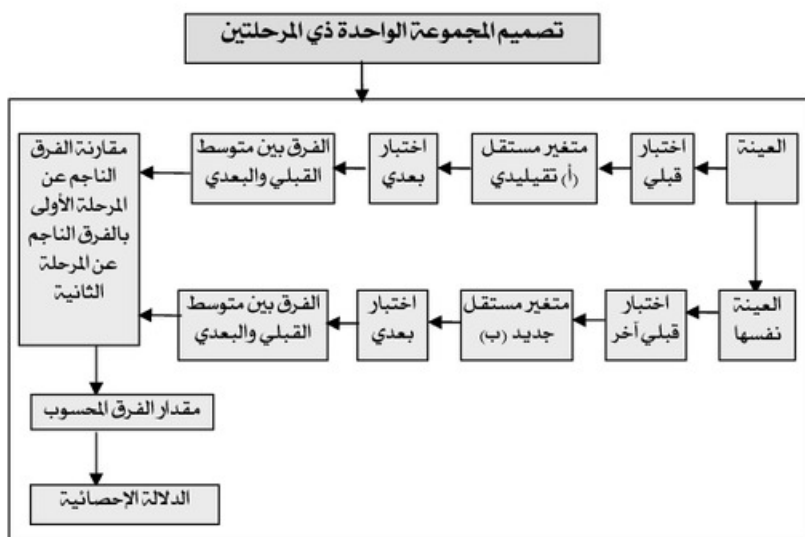 تصميم المجموعة الواحدة ذي المرحلتين
العينة
اختبار
قبلي
متغير مستقل
(أ) تقيليدي
اختبار
بعدي
الفرق بين متوسط
القبلي والبعدي
مقارنة الفرق
الناجم عن
المرحلة الأولى
بالفرق الناجم
عن المرحلة
الثانية
العينة
نفسها
اختبار
قبلي آخر
متغير مستقل
جديد (ب)
اختبار
بعدي
الفرق بين متوسط
القبلي والبعدي
مقدار الفرق المحسوب
الدلالة الإحصائية